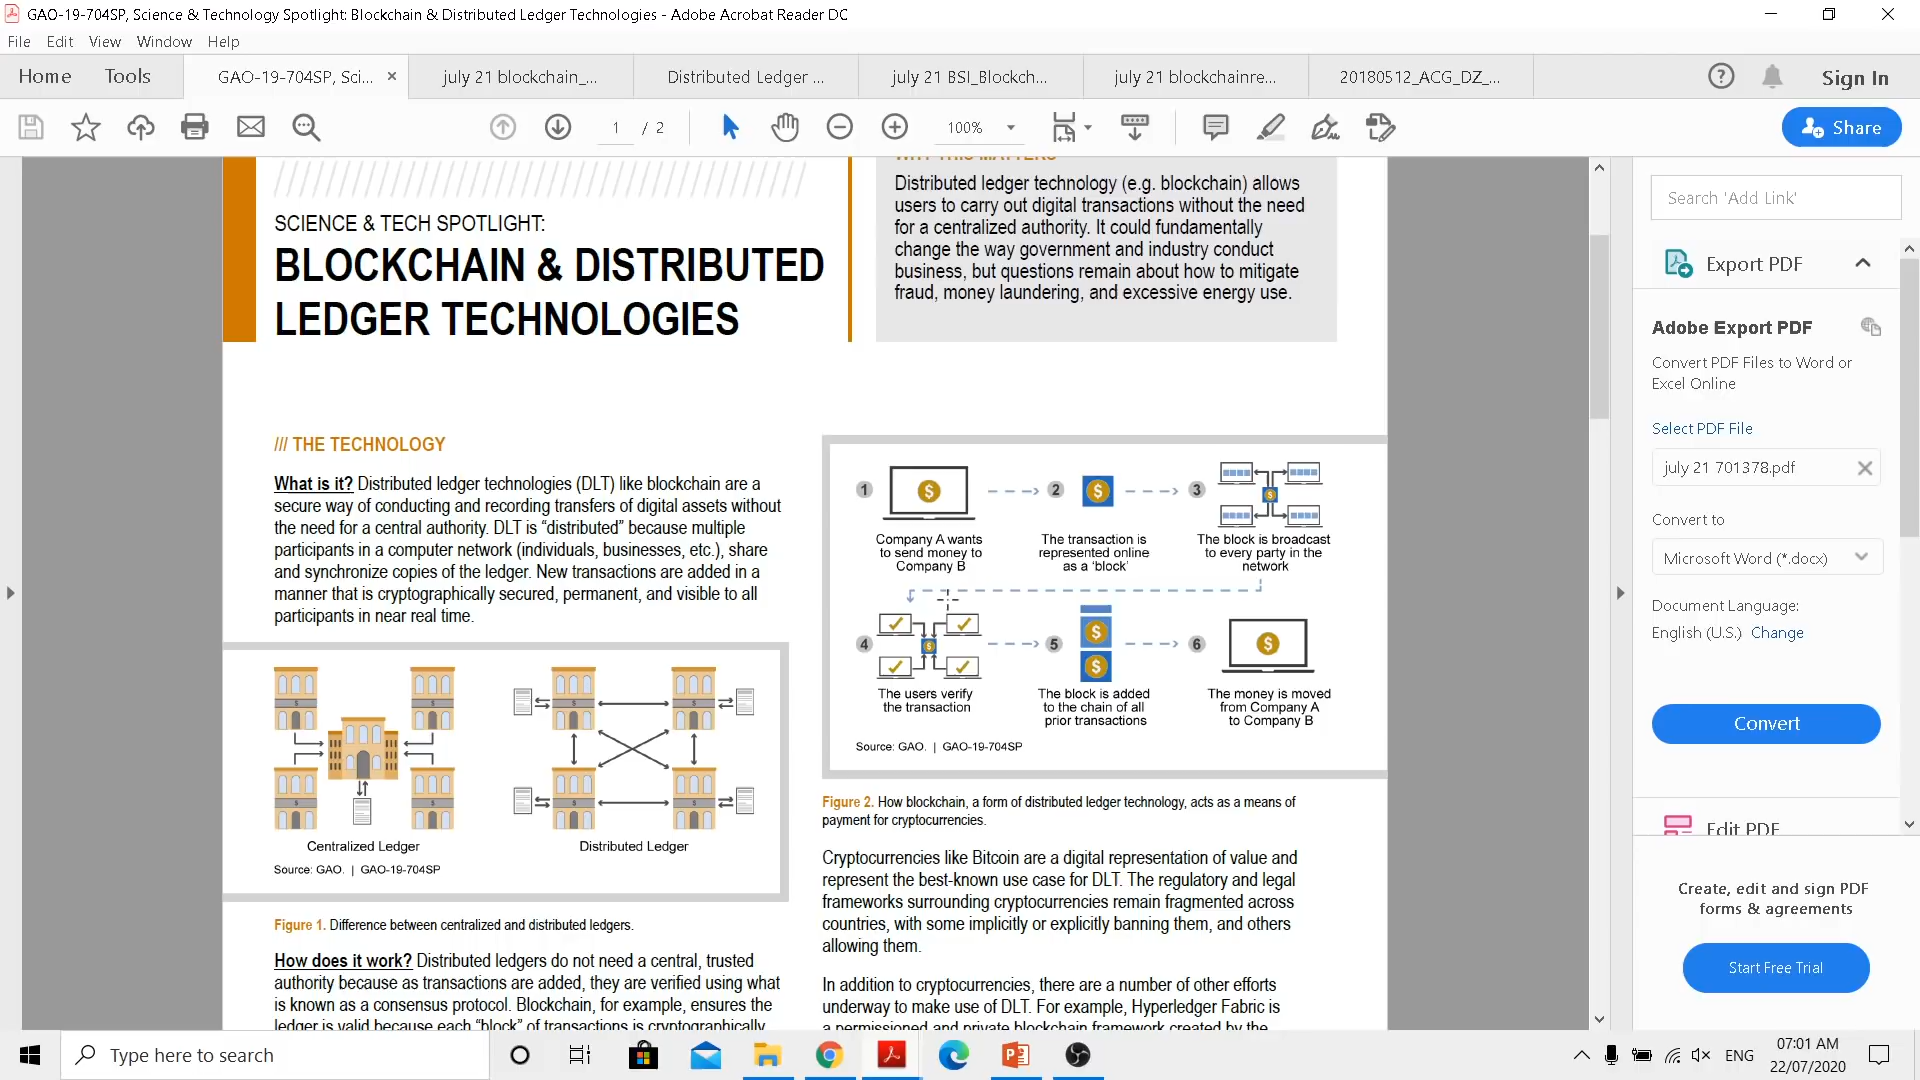 GAO-19-704SP, Science & Technology Spotlight: Blockchain & Distributed Ledger Technologies - Adobe Acrobat Reader DC
File Edit View Window Help
Home Tools GAO-19-704SP, Sci... july 21 blockchain_... Distributed Ledger ... july 21 BSI_Blockch... july 21 blockchainre... 20180512_ACG_DZ_... Sign In
1 / 2 100% Share
WHY THIS MATTERS
Distributed ledger technology (e.g. blockchain) allows
users to carry out digital transactions without the need
for a centralized authority. It could fundamentally
change the way government and industry conduct
business, but questions remain about how to mitigate
fraud, money laundering, and excessive energy use.
SCIENCE & TECH SPOTLIGHT:
BLOCKCHAIN & DISTRIBUTED
LEDGER TECHNOLOGIES
/// THE TECHNOLOGY
What is it? Distributed ledger technologies (DLT) like blockchain are a
secure way of conducting and recording transfers of digital assets without
the need for a central authority. DLT is “distributed” because multiple
participants in a computer network (individuals, businesses, etc.), share
and synchronize copies of the ledger. New transactions are added in a
manner that is cryptographically secured, permanent, and visible to all
participants in near real time.
Centralized Ledger
Distributed Ledger
Source: GAO. | GAO-19-704SP
Figure 1. Difference between centralized and distributed ledgers.
How does it work? Distributed ledgers do not need a central, trusted
authority because as transactions are added, they are verified using what
is known as a consensus protocol. Blockchain, for example, ensures the
ledger is valid because each “block” of transactions is cryptographically
1
Company A wants
to send money to
Company B
2
The transaction is
represented online
as a ‘block’
3
The block is broadcast
to every party in the
network
4
The users verify
the transaction
5
The block is added
to the chain of all
prior transactions
6
The money is moved
from Company A
to Company B
Source: GAO. | GAO-19-704SP
Figure 2. How blockchain, a form of distributed ledger technology, acts as a means of
payment for cryptocurrencies.
Cryptocurrencies like Bitcoin are a digital representation of value and
represent the best-known use case for DLT. The regulatory and legal
frameworks surrounding cryptocurrencies remain fragmented across
countries, with some implicitly or explicitly banning them, and others
allowing them.
In addition to cryptocurrencies, there are a number of other efforts
underway to make use of DLT. For example, Hyperledger Fabric is
a permissioned and private blockchain framework created by the
Search 'Add Link'
Export PDF
Adobe Export PDF
Convert PDF Files to Word or
Excel Online
Select PDF File
july 21 701378.pdf
Convert to
Microsoft Word (*.docx)
Document Language:
English (U.S.) Change
Convert
Edit PDF
Create, edit and sign PDF
forms & agreements
Start Free Trial
Type here to search
ENG
07:01 AM
22/07/2020